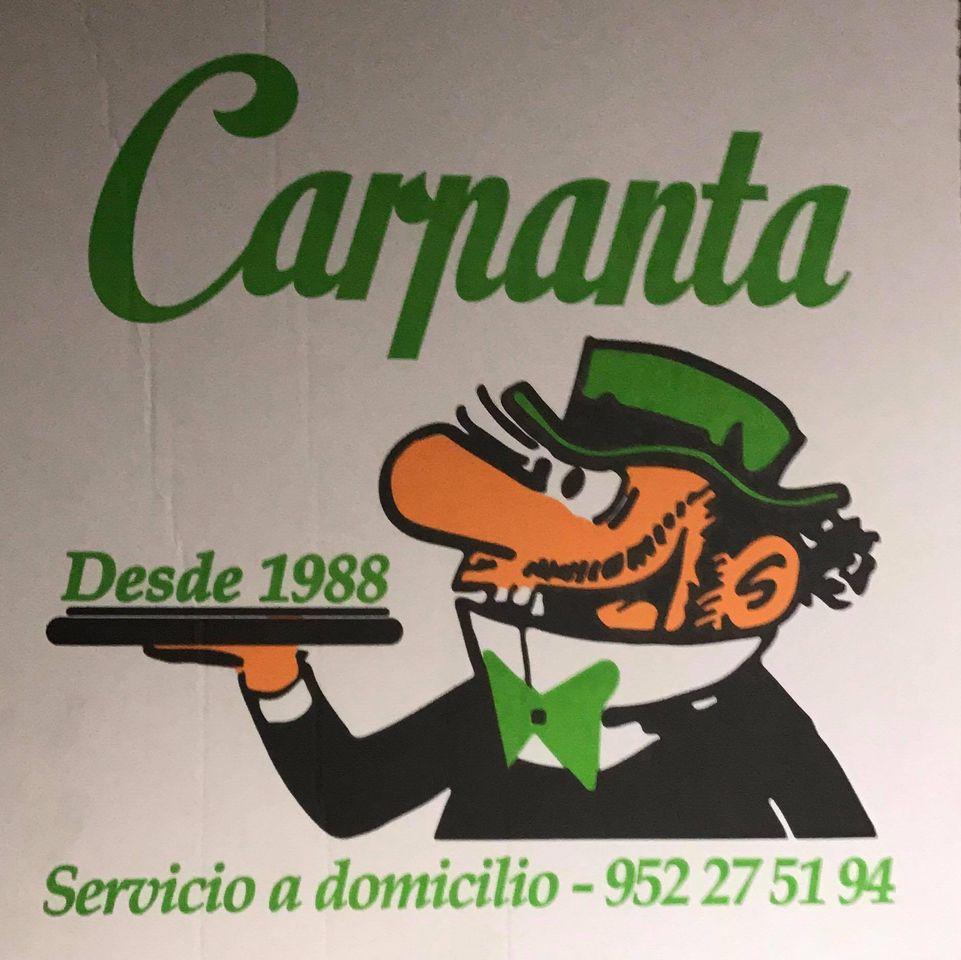 Carpanta
Desde 1988
Servicio a domicilio - 952 27 51 94